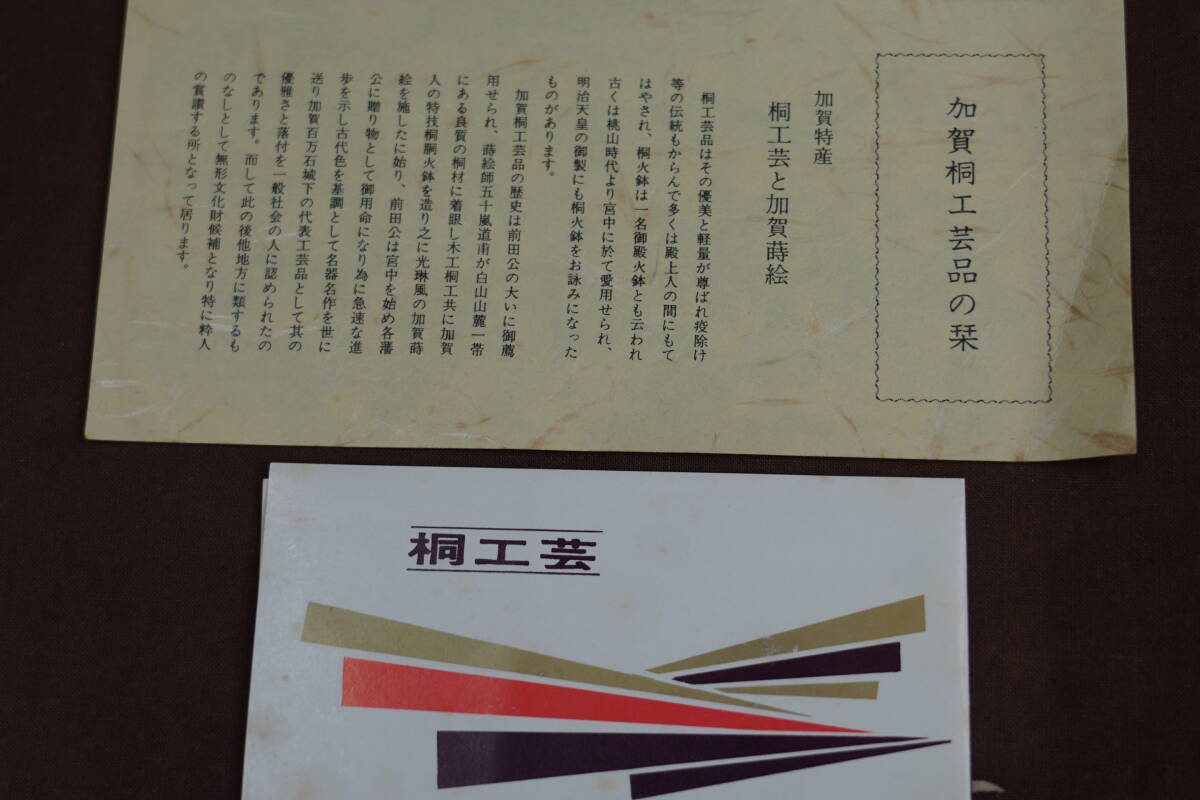 加賀桐工芸品の栞
加賀特産
桐工芸と加賀蒔絵
桐工芸品はその優美と軽量が尊ばれ疫除け
等の伝統もからんで多くは殿上人の間にもて
はやされ、桐火鉢は一名御殿火鉢とも云われ
古くは桃山時代より宮中に於て愛用せられ、
明治天皇の御製にも桐火鉢をお詠みになった
ものがあります。
加賀桐工芸品の歴史は前田公の大いに御薦
用せられ、蒔絵師五十嵐道甫が白山山麓一帯
にある良質の桐材に着眼し木工桐工共に加賀
人の特技桐胴火鉢を造り之に光琳風の加賀蒔
絵を施したに始り、前田公は宮中を始め各藩
公に贈り物として御用命になり為に急速な進
歩を示し古代色を基調として名器名作を世に
送り加賀百万石城下の代表工芸品として其の
優雅さと落付を一般社会の人に認められたの
であります。而して此の後他地方に類するも
のなしとして無形文化財候補となり特に粋人
の賞讃する所となって居ります。
桐工芸